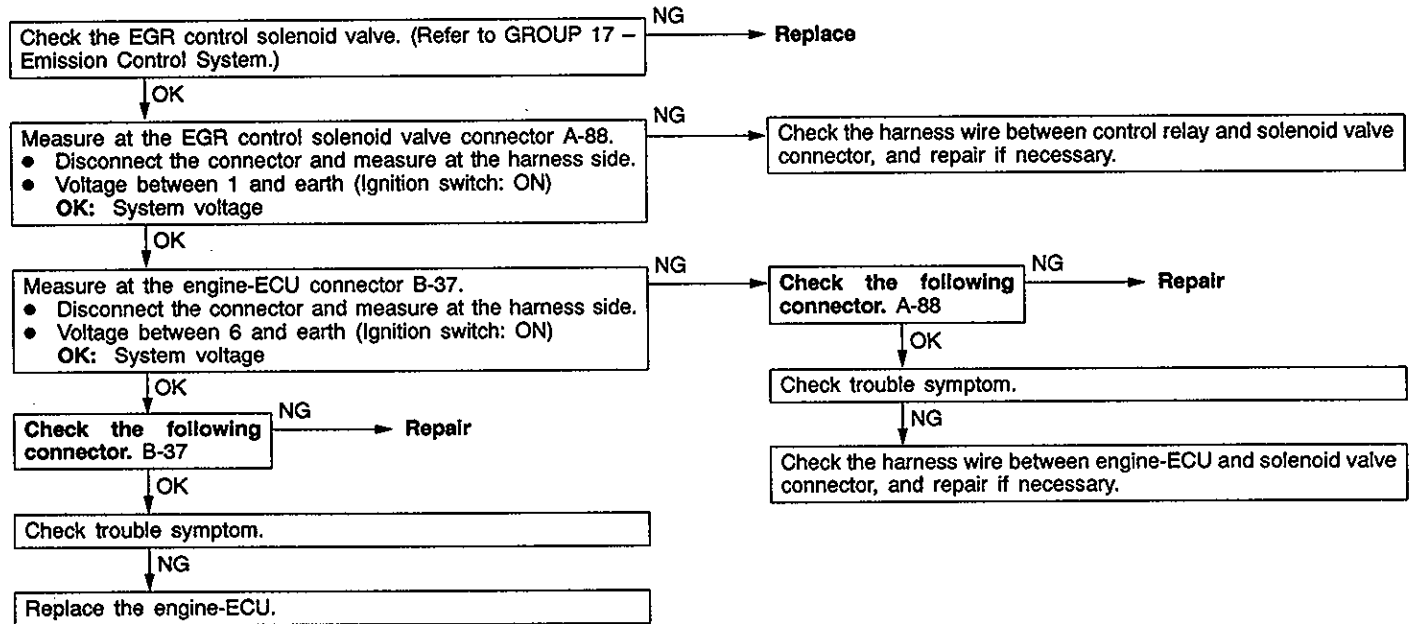 Check the EGR control solenoid valve. (Refer to GROUP 17 –
Emission Control System.)
NG
Replace
OK
Measure at the EGR control solenoid valve connector A-88.
● Disconnect the connector and measure at the harness side.
● Voltage between 1 and earth (Ignition switch: ON)
OK: System voltage
NG
Check the harness wire between control relay and solenoid valve
connector, and repair if necessary.
OK
Measure at the engine-ECU connector B-37.
● Disconnect the connector and measure at the harness side.
● Voltage between 6 and earth (Ignition switch: ON)
OK: System voltage
NG
Check the following
connector. A-88
NG
Repair
OK
Check trouble symptom.
NG
Check the harness wire between engine-ECU and solenoid valve
connector, and repair if necessary.
OK
Check the following
connector. B-37
NG
Repair
OK
Check trouble symptom.
NG
Replace the engine-ECU.